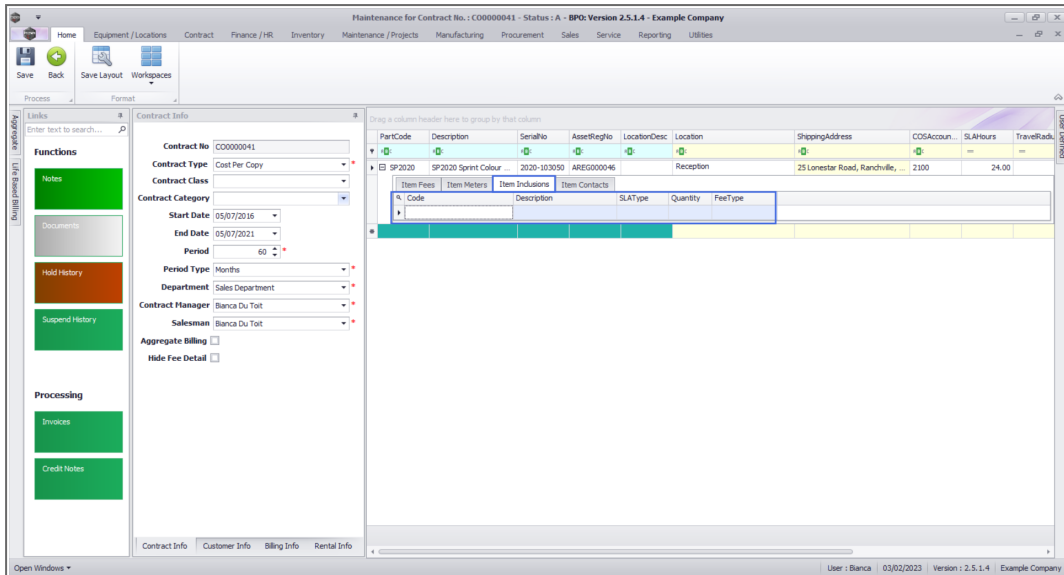 Maintenance for Contract No. : CO0000041 - Status : A - BPO: Version 2.5.1.4 - Example Company
Home Equipment / Locations Contract Finance / HR Inventory Maintenance / Projects Manufacturing Procurement Sales Service Reporting Utilities
Save Back Save Layout Workspaces
Process Format
Links
Enter text to search...
Functions
Notes
Documents
Hold History
Suspend History
Processing
Invoices
Credit Notes
Aggregate
Life Based Billing
Contract Info
Contract No CO0000041
Contract Type Cost Per Copy *
Contract Class
Contract Category
Start Date 05/07/2016
End Date 05/07/2021
Period 60 *
Period Type Months *
Department Sales Department *
Contract Manager Bianca Du Toit *
Salesman Bianca Du Toit *
Aggregate Billing
Hide Fee Detail
Contract Info Customer Info Billing Info Rental Info
Drag a column header here to group by that column
PartCode Description SerialNo AssetRegNo LocationDesc Location ShippingAddress COSAccoun... SLAHours TravelRadiu
SP2020 SP2020 Sprint Colour ... 2020-103050 AREG000046 Reception 25 Lonestar Road, Ranchville, ... 2100 24.00
Item Fees Item Meters Item Inclusions Item Contacts
Code Description SLAType Quantity FeeType
User Defined
Open Windows User : Bianca 03/02/2023 Version : 2.5.1.4 Example Company